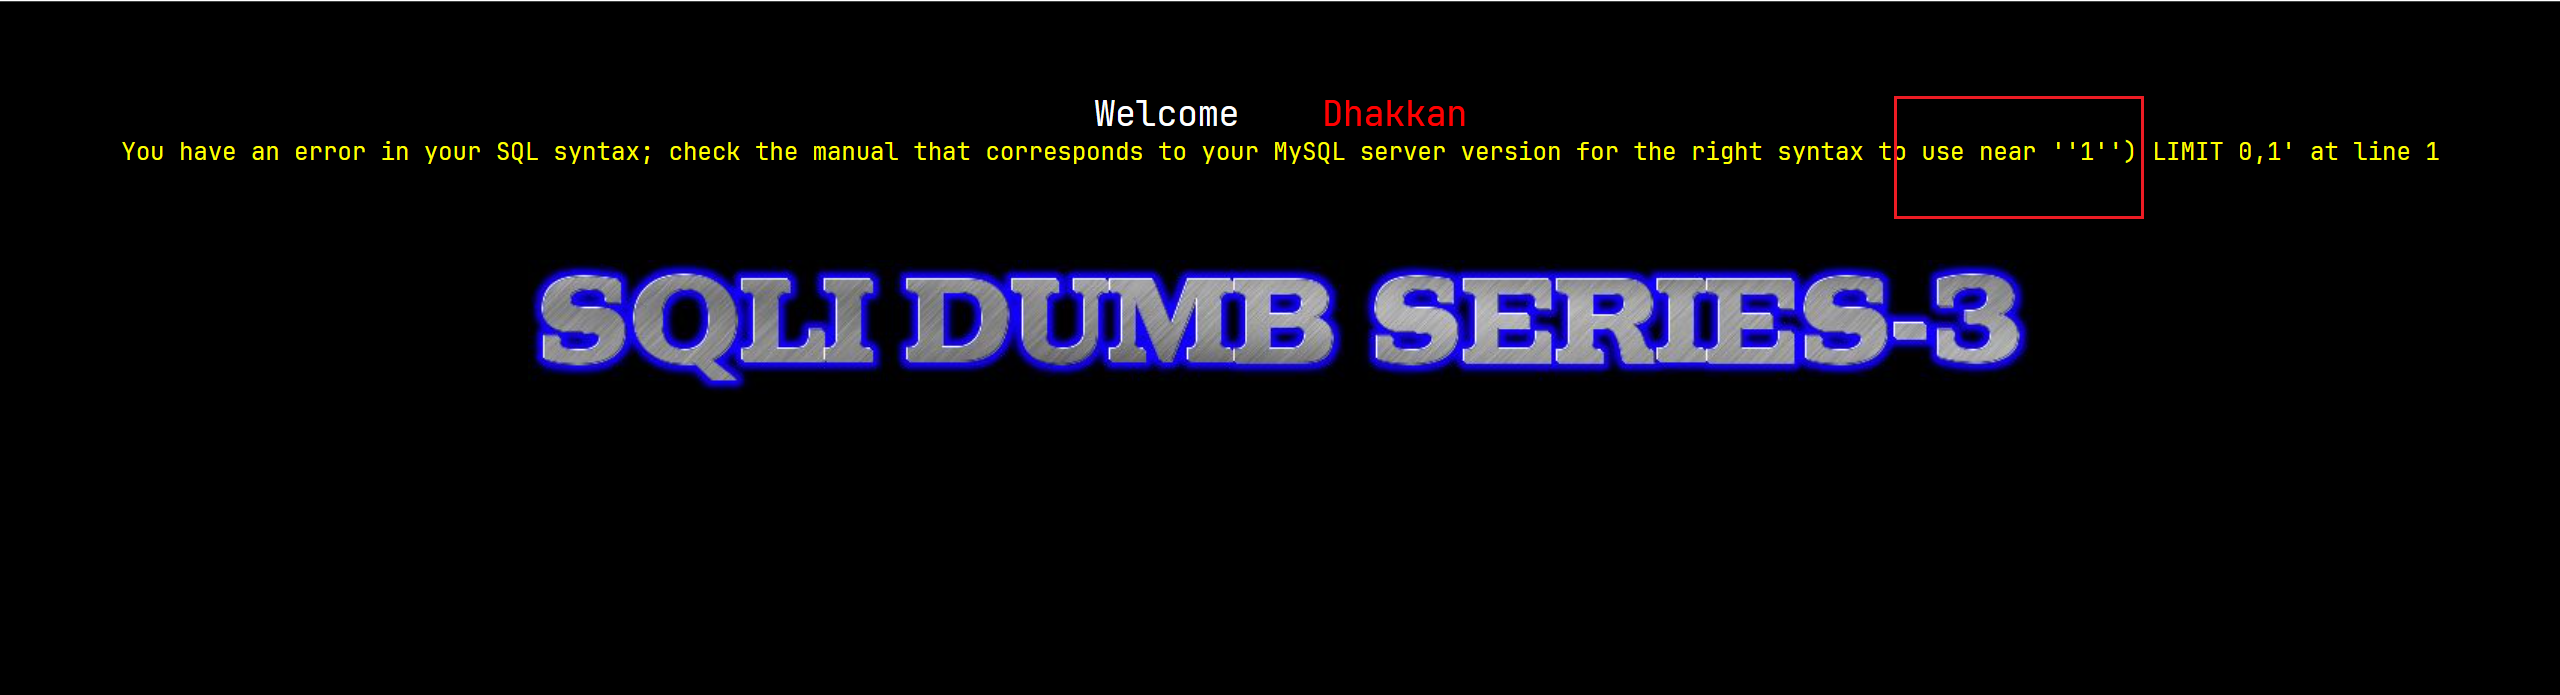 Welcome Dhakkan
You have an error in your SQL syntax; check the manual that corresponds to your MySQL server version for the right syntax to use near ''1'') LIMIT 0,1' at line 1
SQLI DUMB SERIES-3